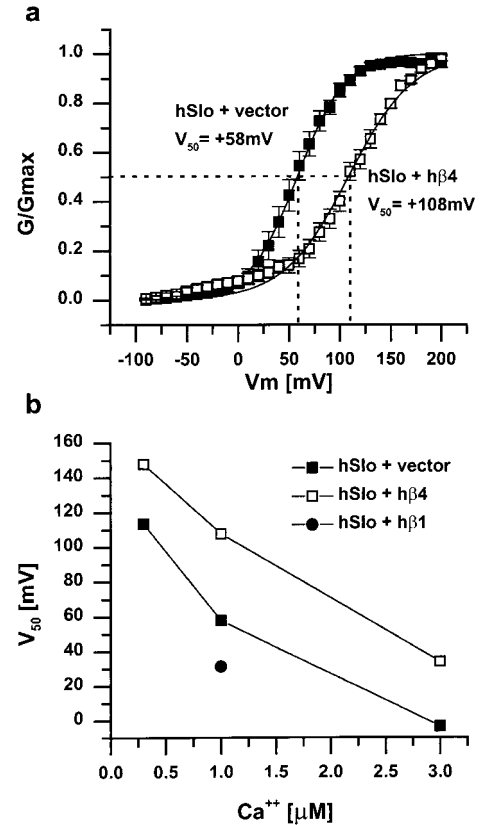 a
1.0
0.8
0.6
0.4
0.2
0.0
G/Gmax
hSlo + vector
V50= +58mV
hSlo + hβ4
V50= +108mV
-100 -50 0 50 100 150 200
Vm [mV]
b
160
140
120
100
80
60
40
20
0
V50 [mV]
hSlo + vector
hSlo + hβ4
hSlo + hβ1
0.0 0.5 1.0 1.5 2.0 2.5 3.0
Ca++ [μM]